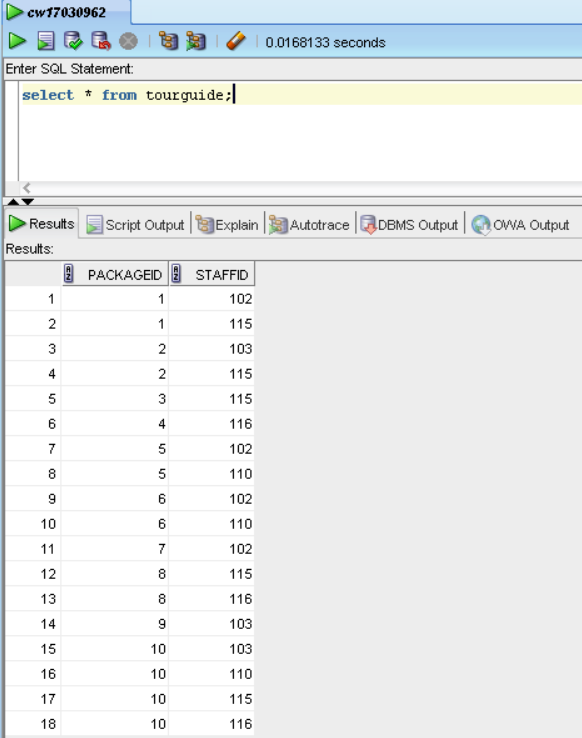 cw17030962
0.0168133 seconds
Enter SQL Statement:
select * from tourguide;
Results Script Output Explain Autotrace DBMS Output OWA Output
Results:
PACKAGEID STAFFID
1 1 102
2 1 115
3 2 103
4 2 115
5 3 115
6 4 116
7 5 102
8 5 110
9 6 102
10 6 110
11 7 102
12 8 115
13 8 116
14 9 103
15 10 103
16 10 110
17 10 115
18 10 116